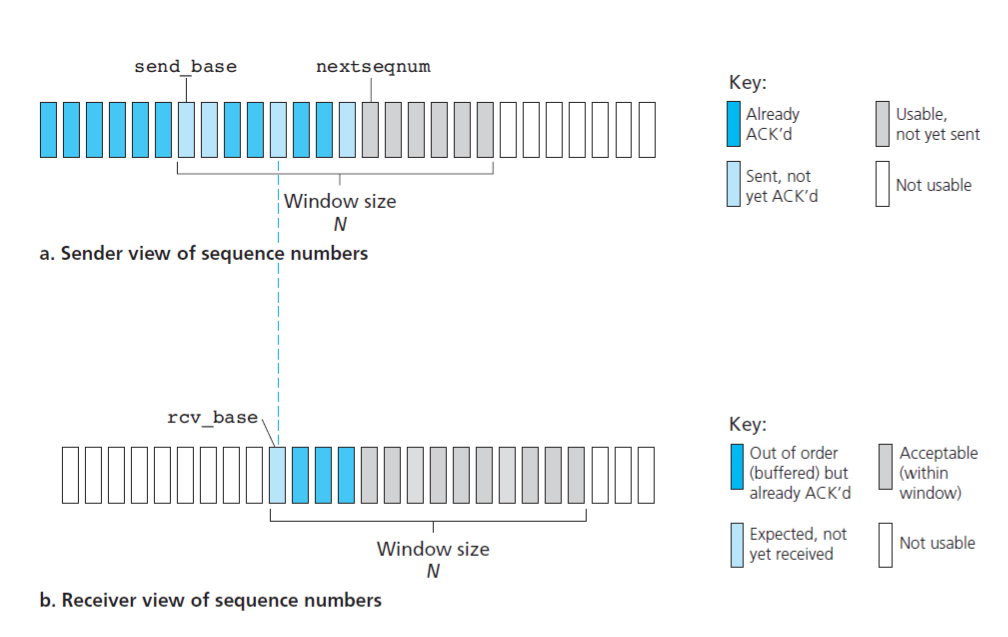 send_base
nextseqnum
Key:
Already
ACK’d
Usable,
not yet sent
Sent, not
yet ACK’d
Not usable
Window size
N
a. Sender view of sequence numbers
rcv_base
Key:
Out of order
(buffered) but
already ACK’d
Acceptable
(within
window)
Expected, not
yet received
Not usable
Window size
N
b. Receiver view of sequence numbers